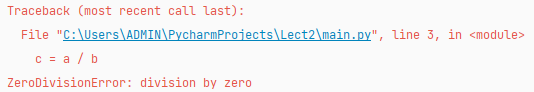 Traceback (most recent call last):
  File "C:\Users\ADMIN\PycharmProjects\Lect2\main.py", line 3, in <module>
    c = a / b
ZeroDivisionError: division by zero